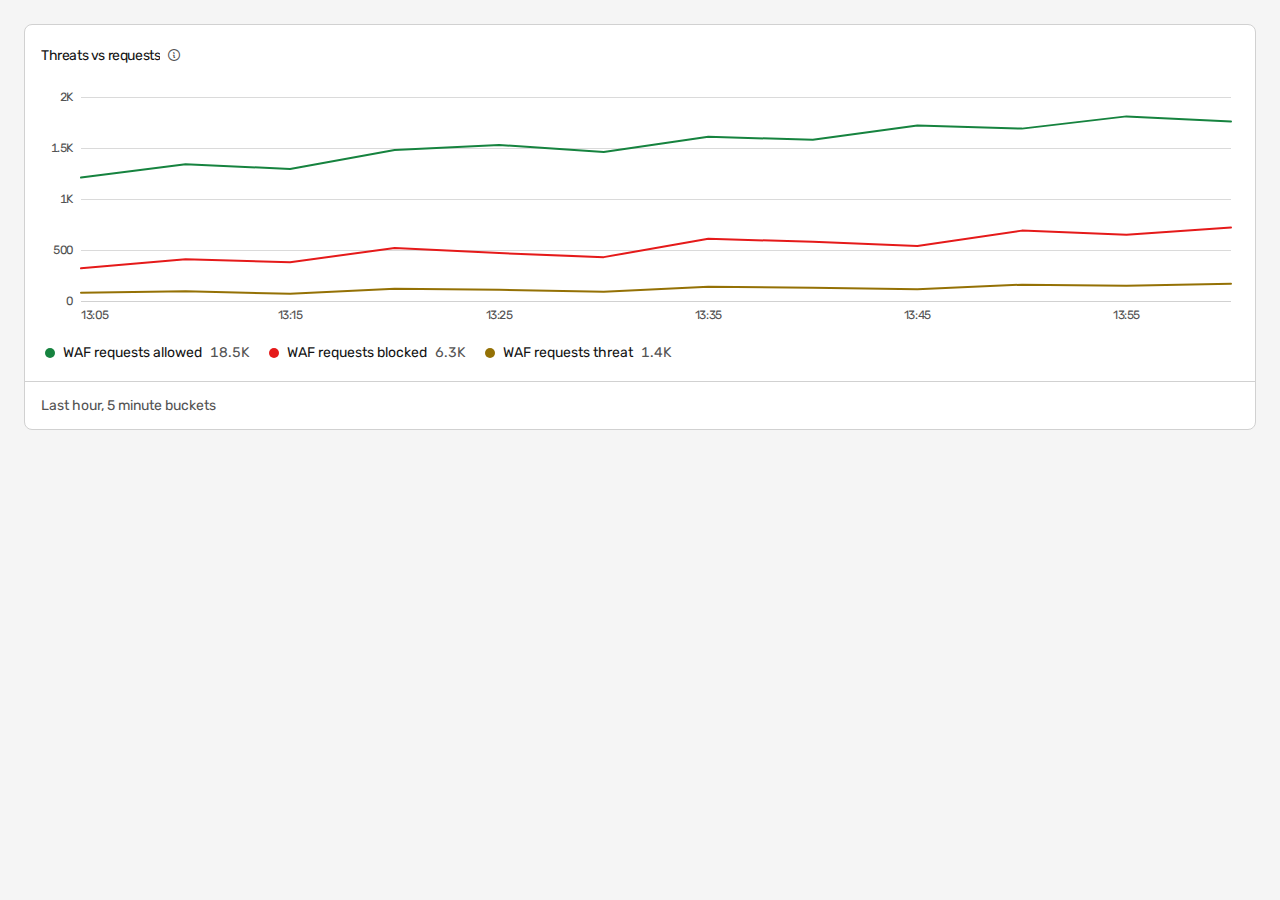 Threats vs requests
2K
1.5K
1K
500
0
13:05 13:15 13:25 13:35 13:45 13:55
WAF requests allowed 18.5K WAF requests blocked 6.3K WAF requests threat 1.4K
Last hour, 5 minute buckets